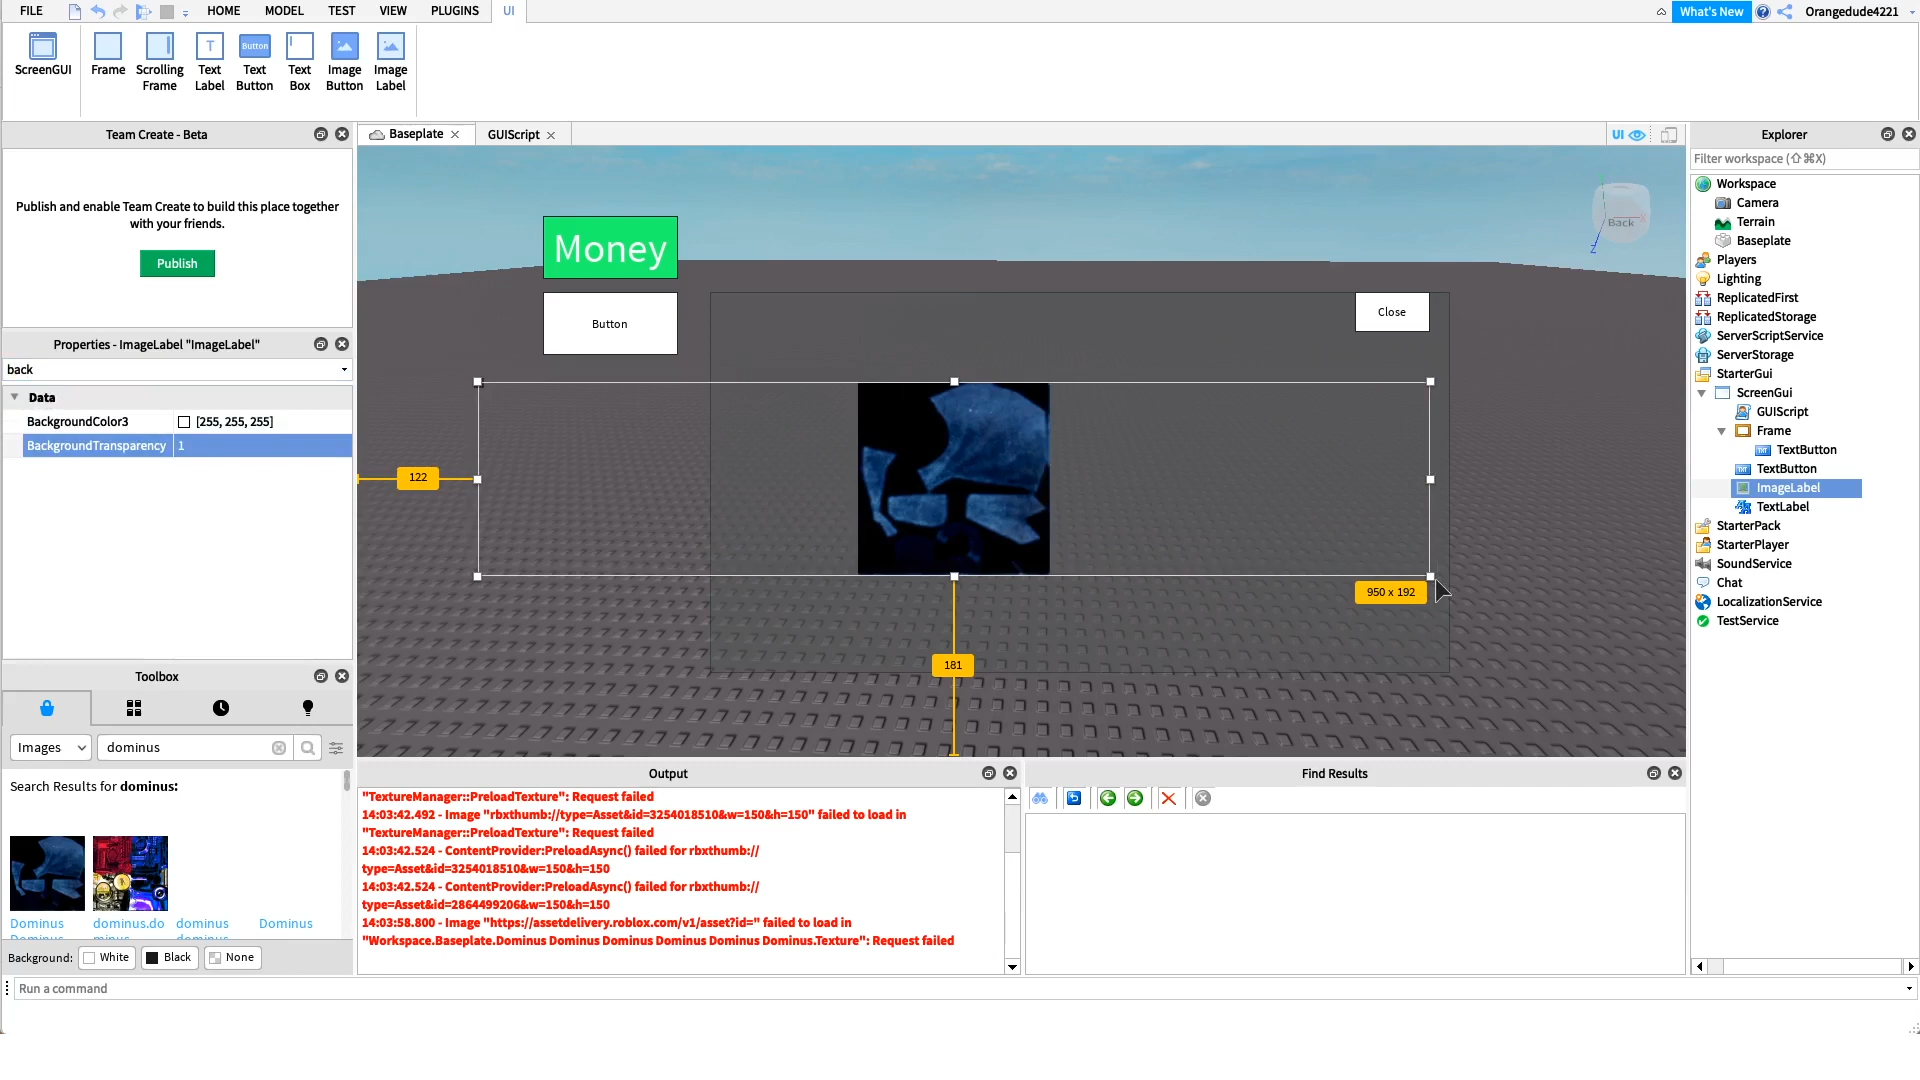 FILE HOME MODEL TEST VIEW PLUGINS UI What's New Orangedude4221
ScreenGUI
Frame
Scrolling
Frame
Text
Label
Button
Text
Button
Text
Box
Image
Button
Image
Label
Team Create - Beta
Publish and enable Team Create to build this place together
with your friends.
Publish
Properties - ImageLabel "ImageLabel"
back
Data
BackgroundColor3 [255, 255, 255]
BackgroundTransparency 1
Toolbox
Images dominus
Search Results for dominus:
Dominus dominus.do dominus Dominus
Background: White Black None
Baseplate GUIScript UI
Money
Button
Close
Back
Z
122
950 x 192
181
Output
"TextureManager::PreloadTexture": Request failed
14:03:42.492 - Image "rbxthumb://type=Asset&id=3254018510&w=150&h=150" failed to load in
"TextureManager::PreloadTexture": Request failed
14:03:42.524 - ContentProvider:PreloadAsync() failed for rbxthumb://
type=Asset&id=3254018510&w=150&h=150
14:03:42.524 - ContentProvider:PreloadAsync() failed for rbxthumb://
type=Asset&id=2864499206&w=150&h=150
14:03:58.800 - Image "https://assetdelivery.roblox.com/v1/asset?id=" failed to load in
"Workspace.Baseplate.Dominus Dominus Dominus Dominus Dominus Dominus.Texture": Request failed
Find Results
Explorer
Filter workspace (⇧⌘X)
Workspace
Camera
Terrain
Baseplate
Players
Lighting
ReplicatedFirst
ReplicatedStorage
ServerScriptService
ServerStorage
StarterGui
ScreenGui
GUIScript
Frame
TextButton
TextButton
ImageLabel
TextLabel
StarterPack
StarterPlayer
SoundService
Chat
LocalizationService
TestService
Run a command